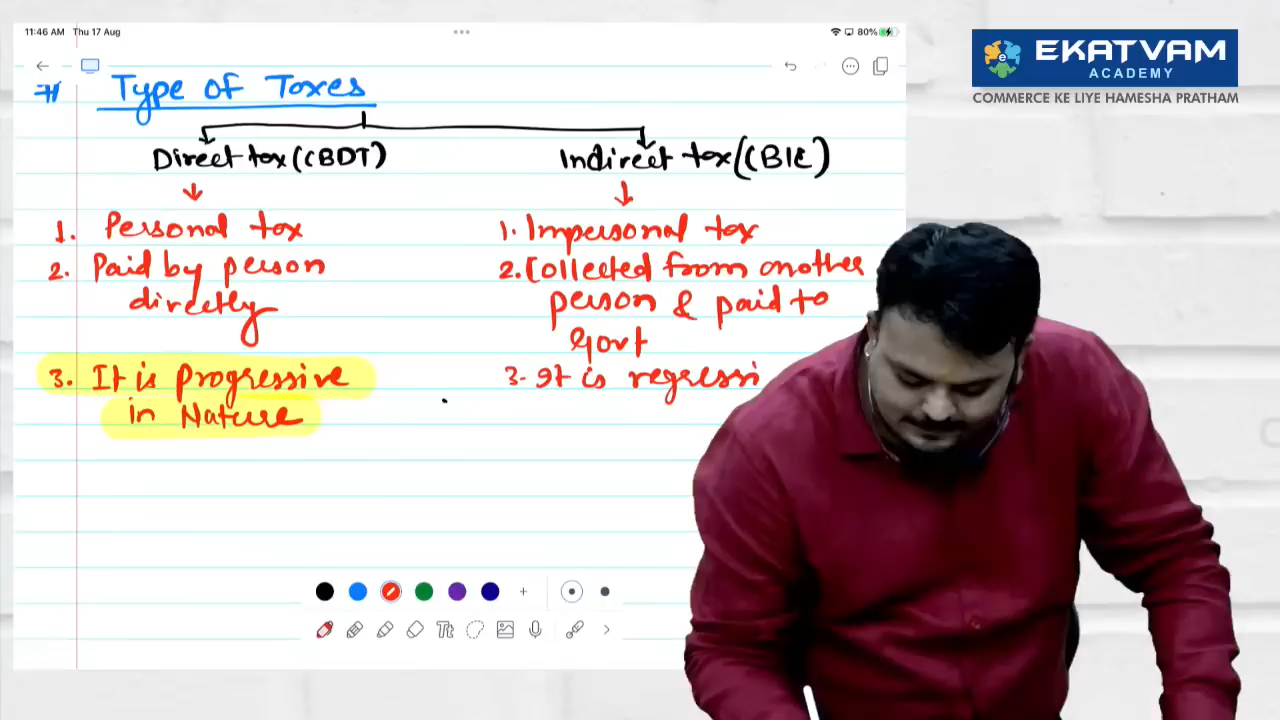 11:46 AM Thu 17 Aug
80%
EKATVAM
ACADEMY
COMMERCE KE LIYE HAMESHA PRATHAM
# Type of Taxes
Direct tax (CBDT)
Indirect tax (CBIC)
1. Personal tax
2. Paid by person
directly
3. It is progressive
in Nature
1. Impersonal tax
2. Collected from another
person & paid to
Govt
3. It is regressi
Tt